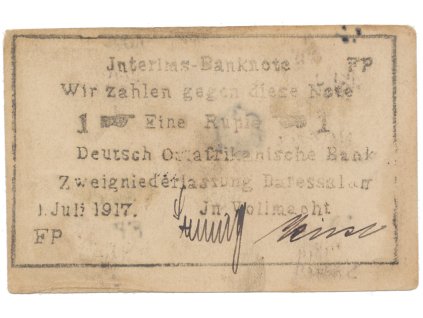 Interims-Banknote FP
Wir zahlen gegen diese Note
1 Eine Rupie 1
Deutsch Ostafrikanische Bank
Zweigniederlassung Daressalam
1. Juli 1917. In Vollmacht
FP